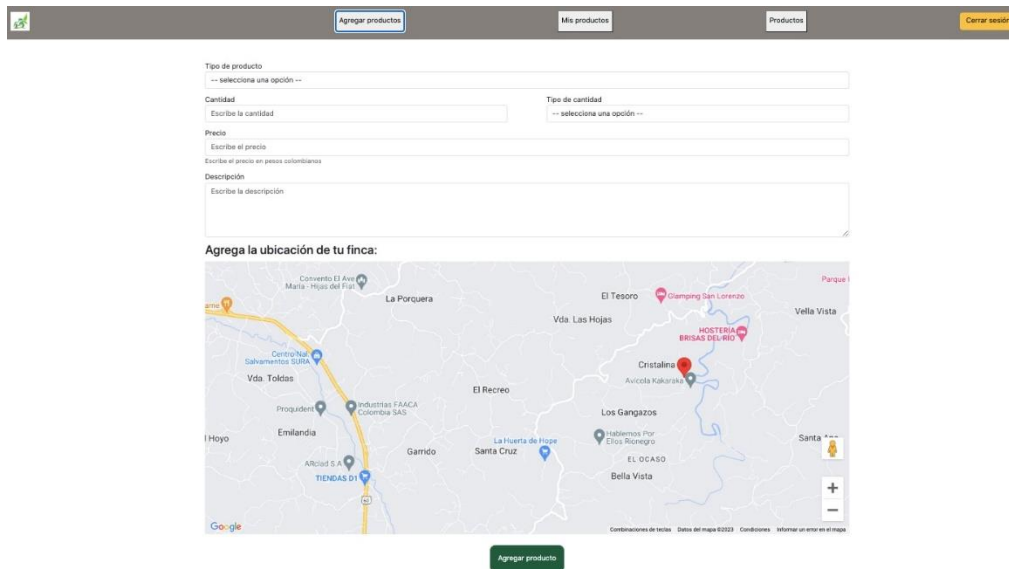 Agregar productos
Mis productos
Productos
Cerrar sesión
Tipo de producto
-- selecciona una opción --
Cantidad
Tipo de cantidad
Escribe la cantidad
-- selecciona una opción --
Precio
Escribe el precio
Escribe el precio en pesos colombianos
Descripción
Escribe la descripción
Agrega la ubicación de tu finca:
Convento El Ave
María - Hijas del Fiat
Parque
La Porquera
El Tesoro
Glamping San Lorenzo
Vella Vista
Vda. Las Hojas
HOSTERÍA
BRISAS DEL RÍO
Centro Nal.
Salvamentos SURA
Cristalina
Vda. Toldas
Avicola Kakaraka
El Recreo
Proquident
Industrias FAACA
Colombia SAS
Los Gangazos
Emilandia
l Hoyo
La Huerta de Hope
Hablemos Por
Ellos Rionegro
Santa
Garrido
Santa Cruz
EL OCASO
ARclad S.A
TIENDAS D1
Bella Vista
+
−
Google
Combinaciones de teclas
Datos del mapa ©2023
Condiciones
Informar un error en el mapa
Agregar producto